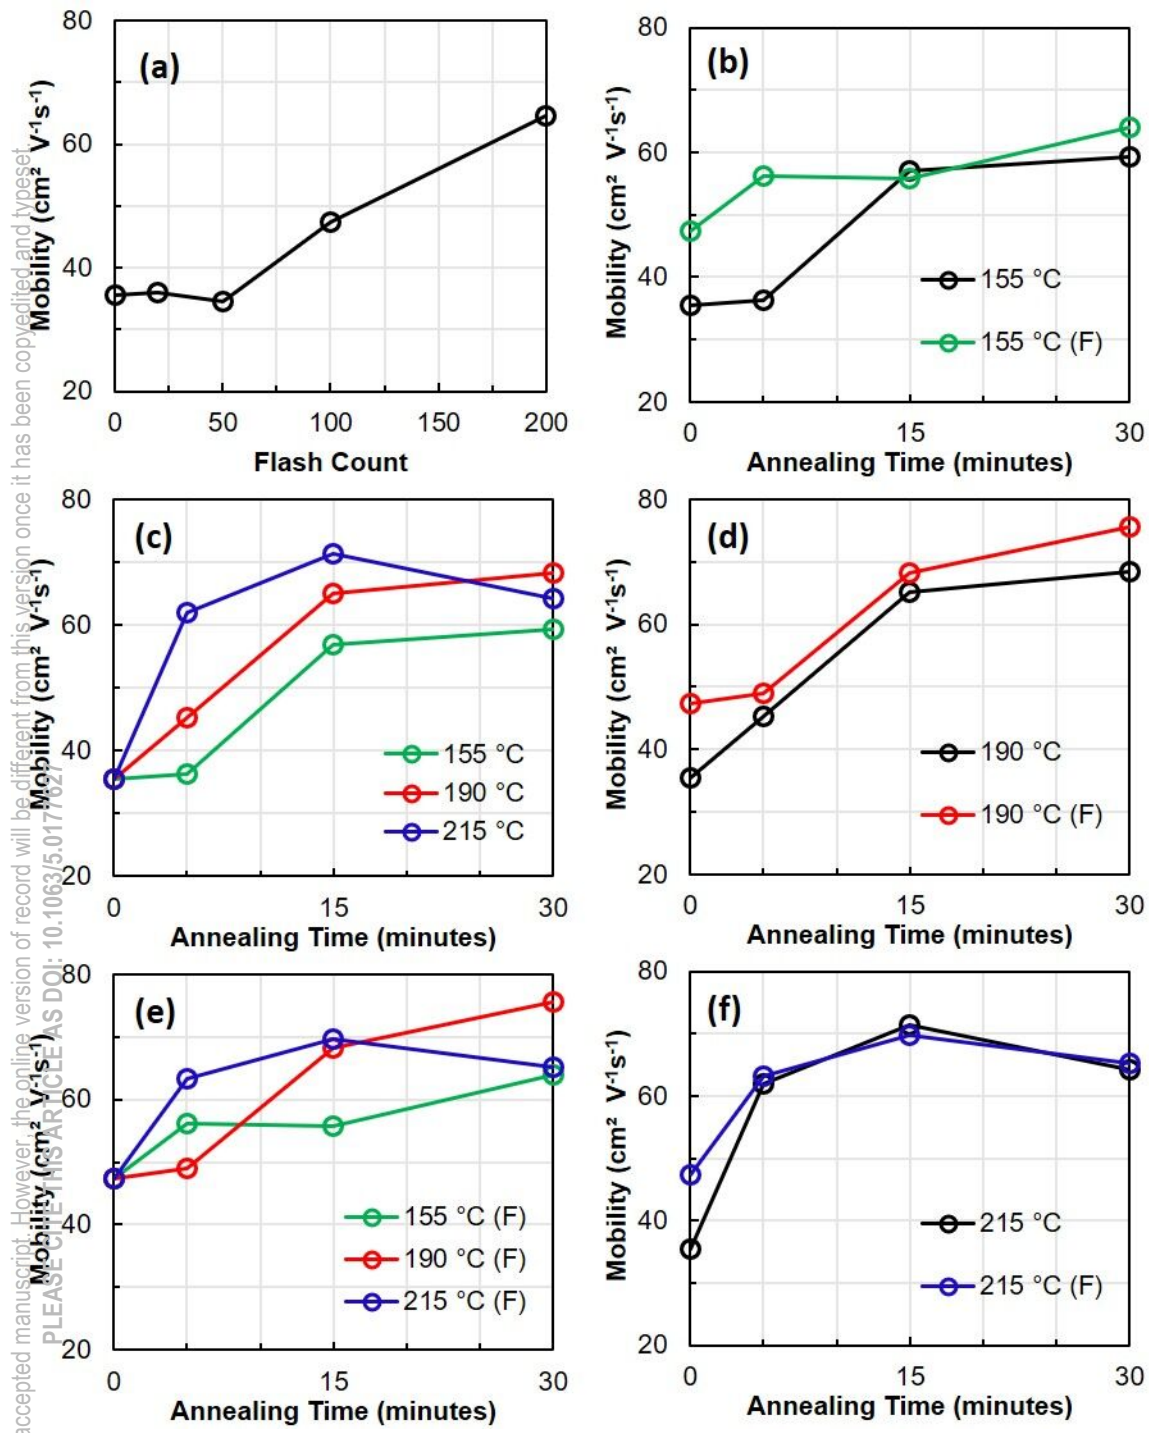 accepted manuscript. However, the online version of record will be different from this version once it has been copyedited and typeset.
PLEASE CITE THIS ARTICLE AS DOI: 10.1063/5.0177627
(a)
Mobility (cm² V⁻¹s⁻¹)
80
60
40
20
0 50 100 150 200
Flash Count
(b)
Mobility (cm² V⁻¹s⁻¹)
80
60
40
20
155 °C
155 °C (F)
0 15 30
Annealing Time (minutes)
(c)
Mobility (cm² V⁻¹s⁻¹)
80
60
40
20
155 °C
190 °C
215 °C
0 15 30
Annealing Time (minutes)
(d)
Mobility (cm² V⁻¹s⁻¹)
80
60
40
20
190 °C
190 °C (F)
0 15 30
Annealing Time (minutes)
(e)
Mobility (cm² V⁻¹s⁻¹)
80
60
40
20
155 °C (F)
190 °C (F)
215 °C (F)
0 15 30
Annealing Time (minutes)
(f)
Mobility (cm² V⁻¹s⁻¹)
80
60
40
20
215 °C
215 °C (F)
0 15 30
Annealing Time (minutes)